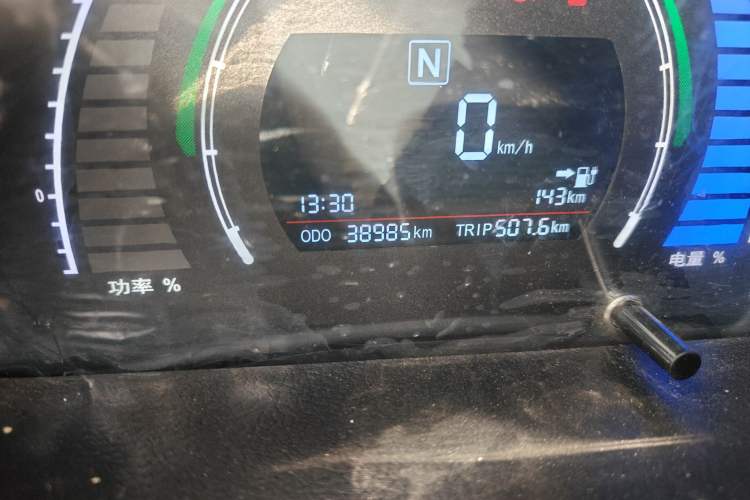 N
0 km/h
0
13:30
143km
ODO 38985km TRIP 507.6km
功率 %
电量 %